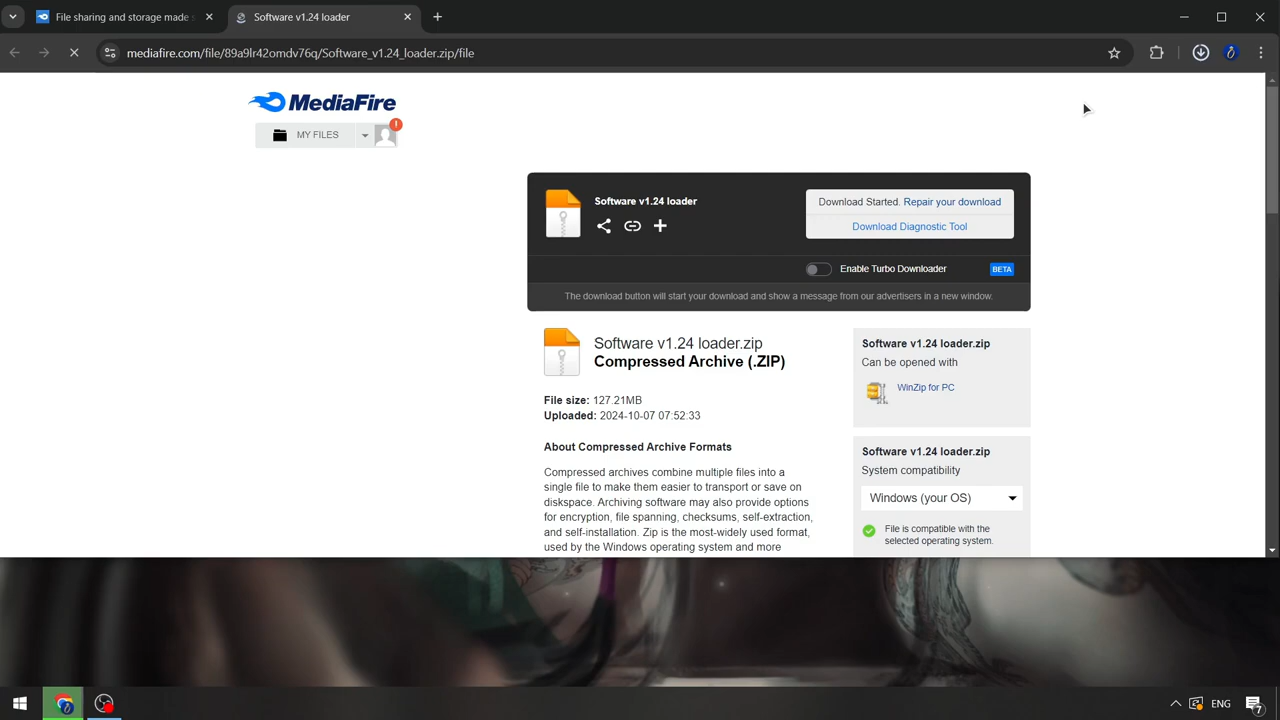 File sharing and storage made s
Software v1.24 loader
mediafire.com/file/89a9lr42omdv76q/Software_v1.24_loader.zip/file
MediaFire
!
MY FILES
Software v1.24 loader
Download Started. Repair your download
Download Diagnostic Tool
Enable Turbo Downloader
BETA
The download button will start your download and show a message from our advertisers in a new window.
Software v1.24 loader.zip
Compressed Archive (.ZIP)
File size: 127.21MB
Uploaded: 2024-10-07 07:52:33
About Compressed Archive Formats
Compressed archives combine multiple files into a
single file to make them easier to transport or save on
diskspace. Archiving software may also provide options
for encryption, file spanning, checksums, self-extraction,
and self-installation. Zip is the most-widely used format,
used by the Windows operating system and more
Software v1.24 loader.zip
Can be opened with
WinZip for PC
Software v1.24 loader.zip
System compatibility
Windows (your OS)
File is compatible with the
selected operating system.
ENG
7